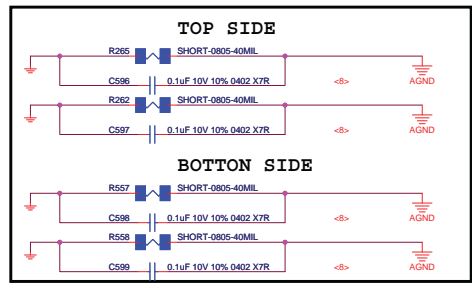 TOP SIDE
R265 SHORT-0805-40MIL
C596 0.1uF 10V 10% 0402 X7R <8> AGND
R262 SHORT-0805-40MIL
C597 0.1uF 10V 10% 0402 X7R <8> AGND
BOTTON SIDE
R557 SHORT-0805-40MIL
C598 0.1uF 10V 10% 0402 X7R <8> AGND
R558 SHORT-0805-40MIL
C599 0.1uF 10V 10% 0402 X7R <8> AGND